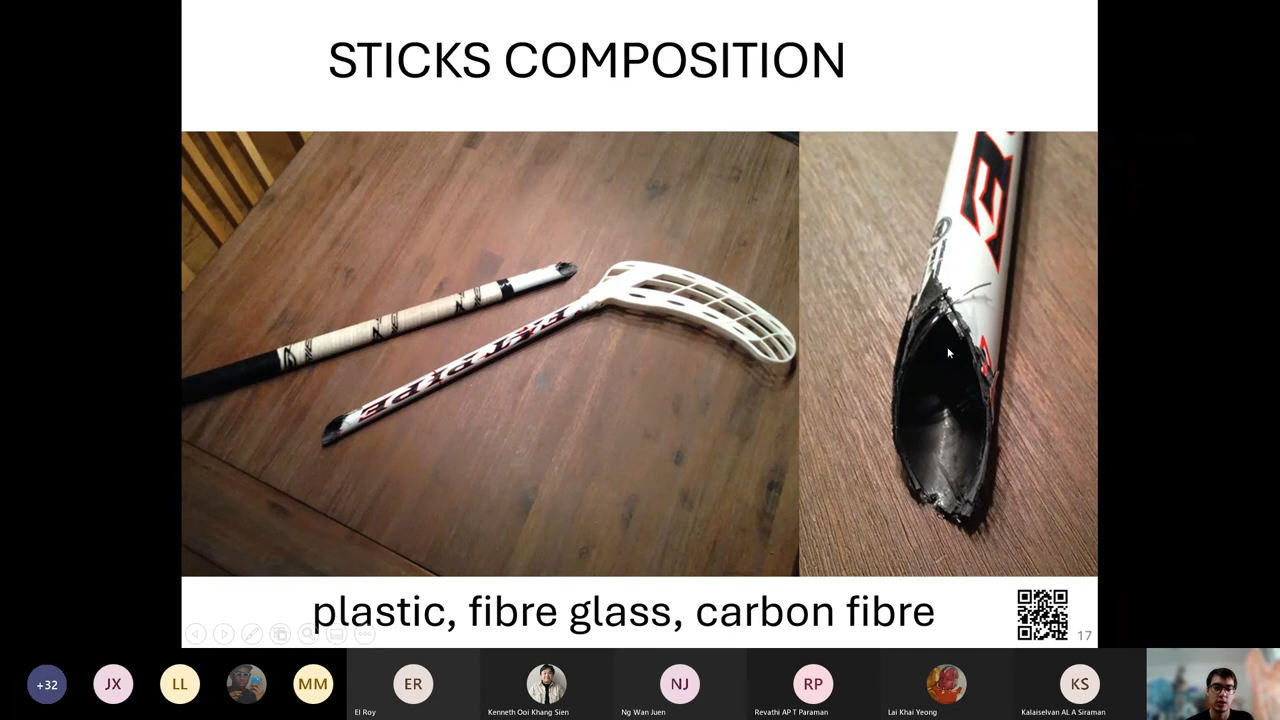 STICKS COMPOSITION
FATPIPE
E
plastic, fibre glass, carbon fibre
17
+32
JX
LL
MM
ER
NJ
RP
KS
El Roy
Kenneth Ooi Khang Sien
Ng Wan Juen
Revathi AP T Paraman
Lai Khai Yeong
Kalaiselvan AL A Siraman